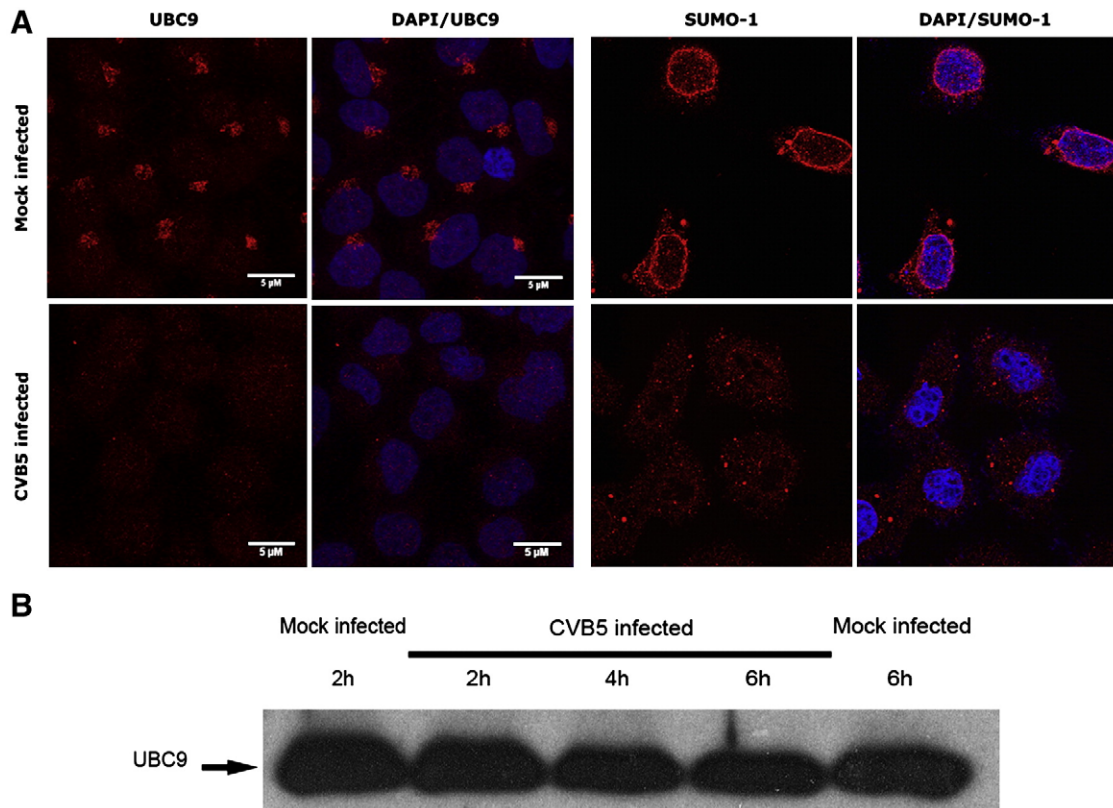 A
UBC9 DAPI/UBC9 SUMO-1 DAPI/SUMO-1
Mock infected
5 µM 5 µM
CVB5 infected
5 µM 5 µM
B
Mock infected CVB5 infected Mock infected
2h 2h 4h 6h 6h
UBC9